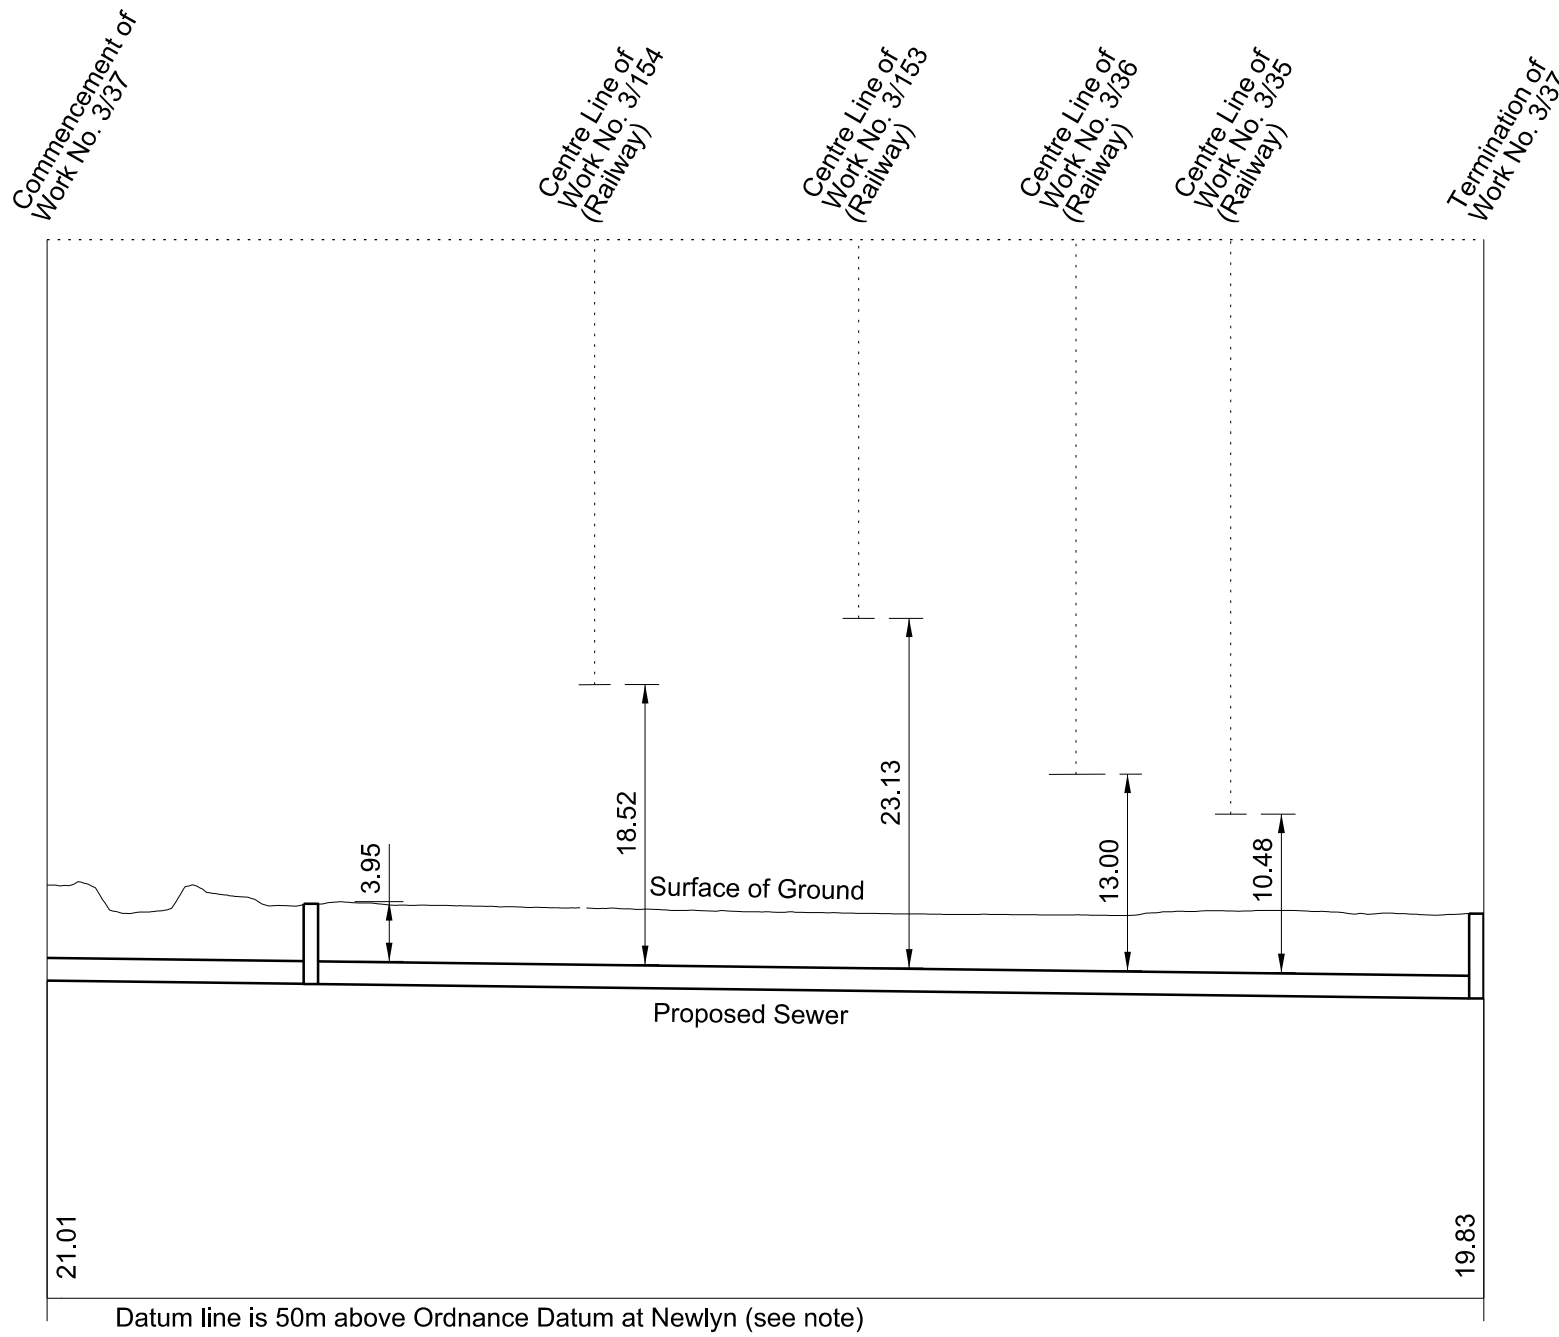 Commencement of
Work No. 3/37
Centre Line of
Work No. 3/154
(Railway)
Centre Line of
Work No. 3/153
(Railway)
Centre Line of
Work No. 3/36
(Railway)
Centre Line of
Work No. 3/35
(Railway)
Termination of
Work No. 3/37
3.95
18.52
23.13
13.00
10.48
Surface of Ground
Proposed Sewer
21.01
19.83
Datum line is 50m above Ordnance Datum at Newlyn (see note)